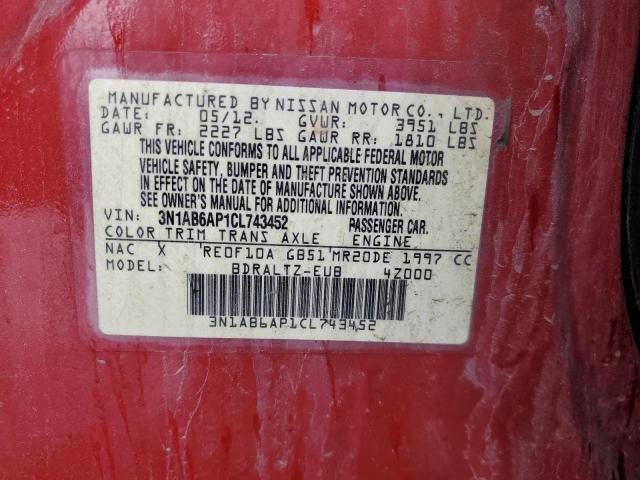 MANUFACTURED BY NISSAN MOTOR CO., LTD.
DATE: 05/12. GVWR: 3951 LBS
GAWR FR: 2227 LBS GAWR RR: 1810 LBS
THIS VEHICLE CONFORMS TO ALL APPLICABLE FEDERAL MOTOR
VEHICLE SAFETY, BUMPER AND THEFT PREVENTION STANDARDS
IN EFFECT ON THE DATE OF MANUFACTURE SHOWN ABOVE.
SEE OWNER'S MANUAL FOR ADDITIONAL INFORMATION.
VIN: 3N1AB6AP1CL743452 PASSENGER CAR.
COLOR TRIM TRANS AXLE ENGINE
NAC X RE0F10A GB51 MR20DE 1997 CC
MODEL: BDRALTZ-EUB 4Z000
3N1AB6AP1CL743452